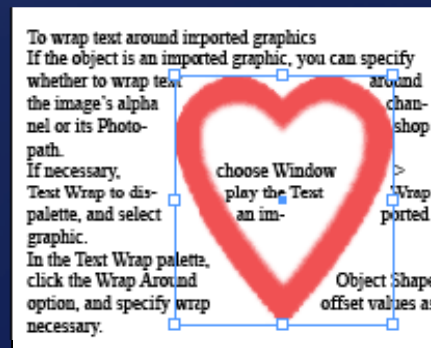 To wrap text around imported graphics
If the object is an imported graphic, you can specify
whether to wrap text around
the image's alpha chan-
nel or its Photo- shop
path.
If necessary, choose Window >
Text Wrap to dis- play the Text Wrap
palette, and select an im- ported
graphic.
In the Text Wrap palette,
click the Wrap Around Object Shape
option, and specify wrap offset values as
necessary.